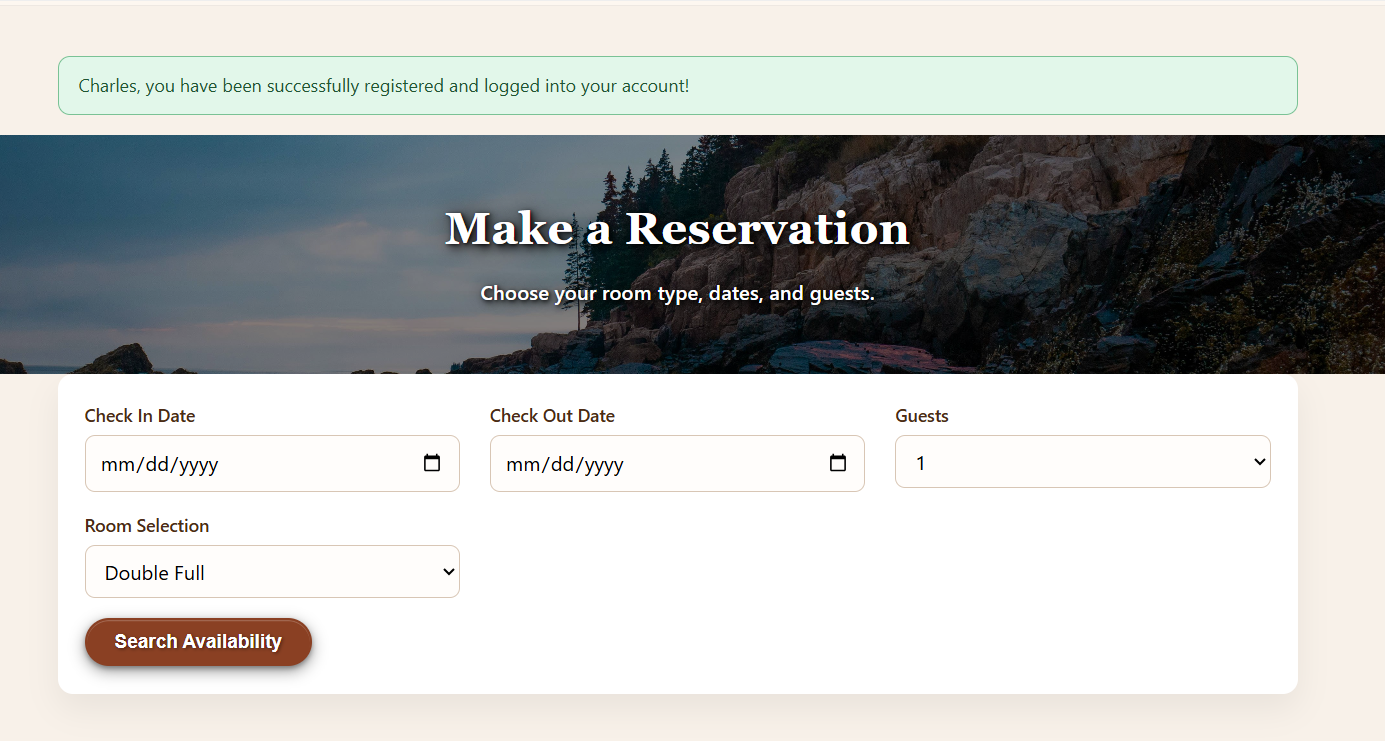 Charles, you have been successfully registered and logged into your account!
Make a Reservation
Choose your room type, dates, and guests.
Check In Date
mm/dd/yyyy
Check Out Date
mm/dd/yyyy
Guests
1
Room Selection
Double Full
Search Availability